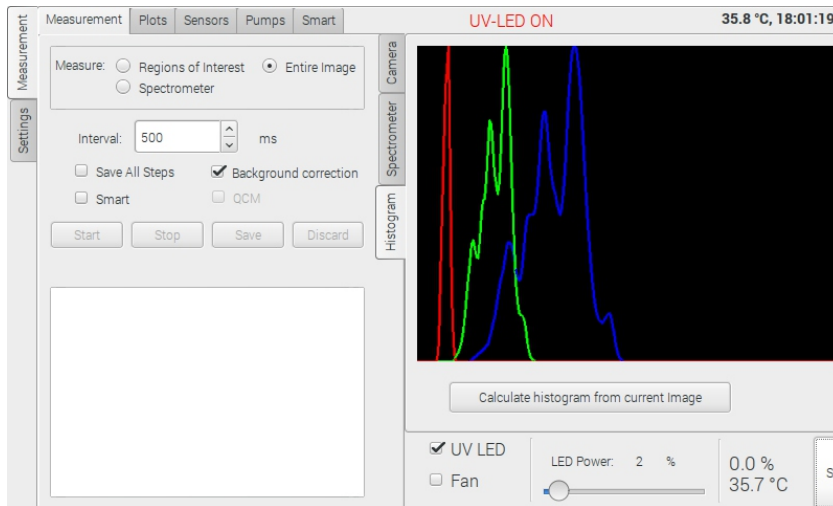 Measurement
Settings
Measurement Plots Sensors Pumps Smart
Measure: Regions of Interest Entire Image
Spectrometer
Interval: 500 ms
Save All Steps Background correction
Smart QCM
Start Stop Save Discard
Camera
Spectrometer
Histogram
UV-LED ON 35.8 °C, 18:01:19
Calculate histogram from current Image
UV LED
Fan
LED Power: 2 %
0.0 %
35.7 °C
S